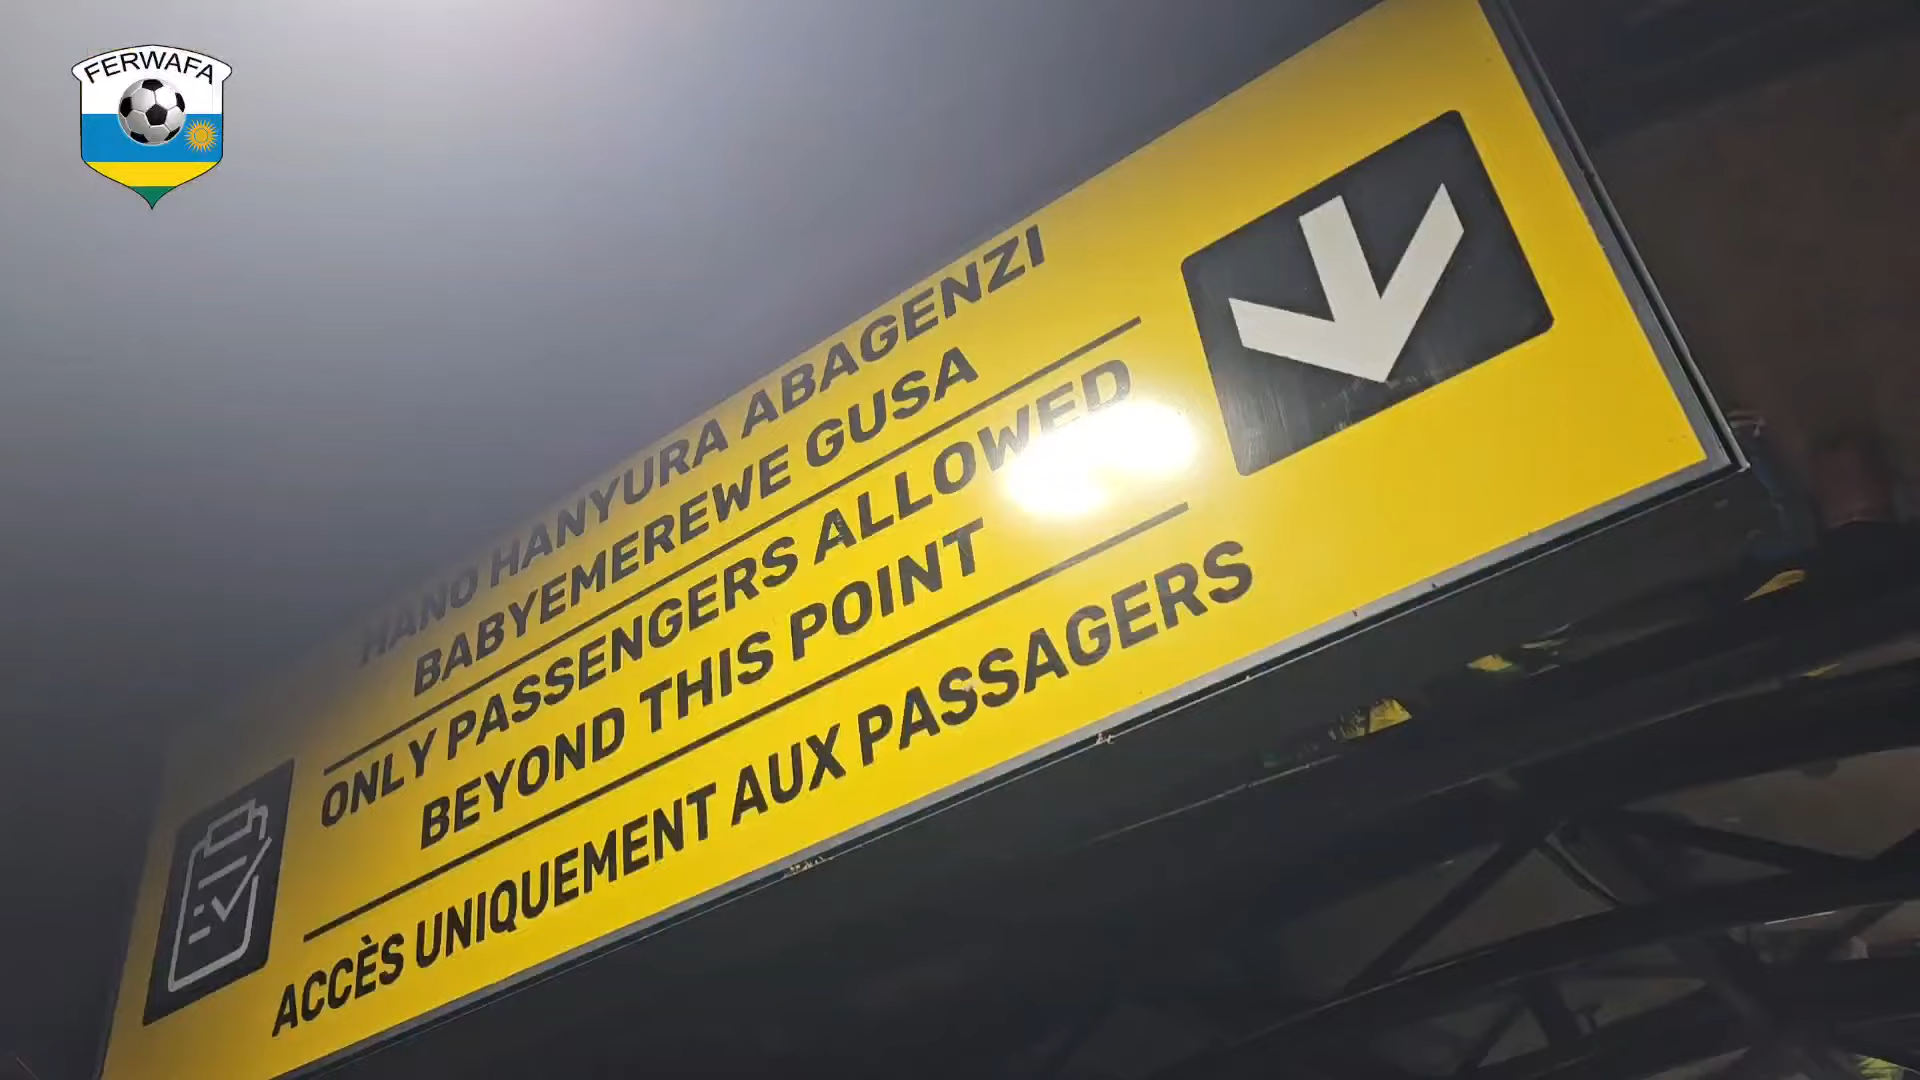 FERWAFA
HANO HANYURA ABAGENZI
BABYEMEREWE GUSA
ONLY PASSENGERS ALLOWED
BEYOND THIS POINT
ACCÈS UNIQUEMENT AUX PASSAGERS